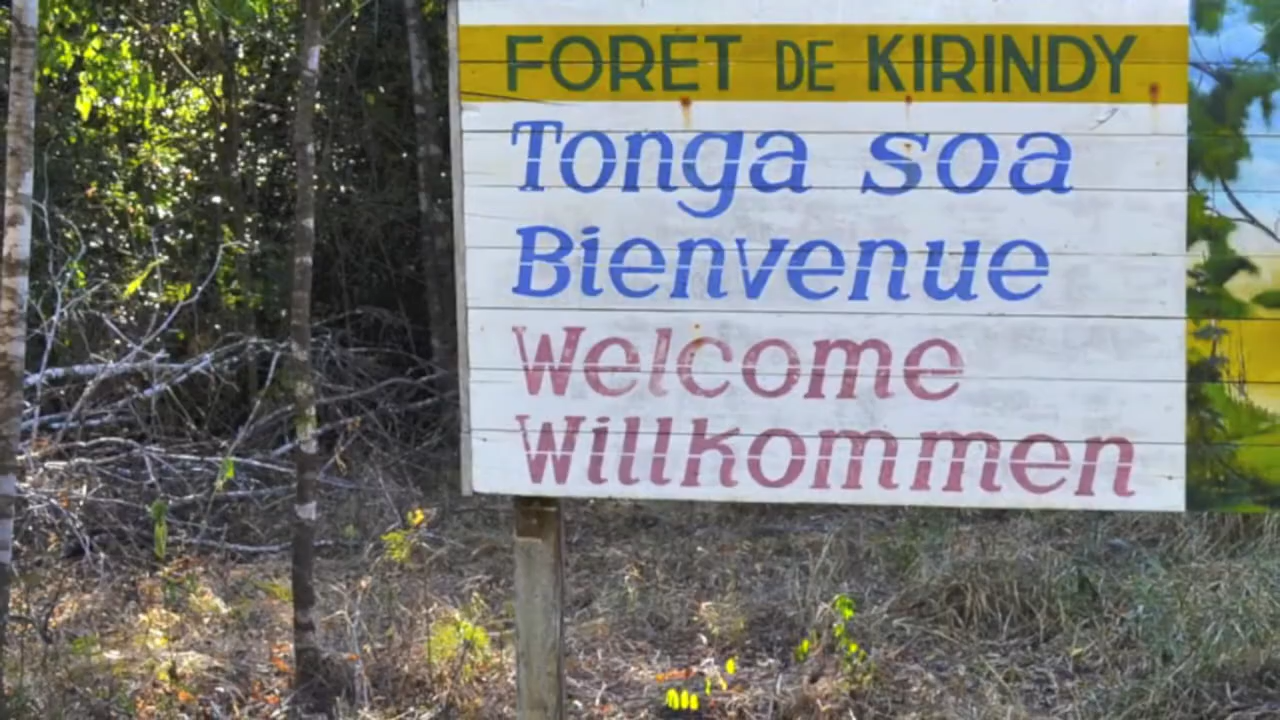 FORET DE KIRINDY
Tonga soa
Bienvenue
Welcome
Willkommen